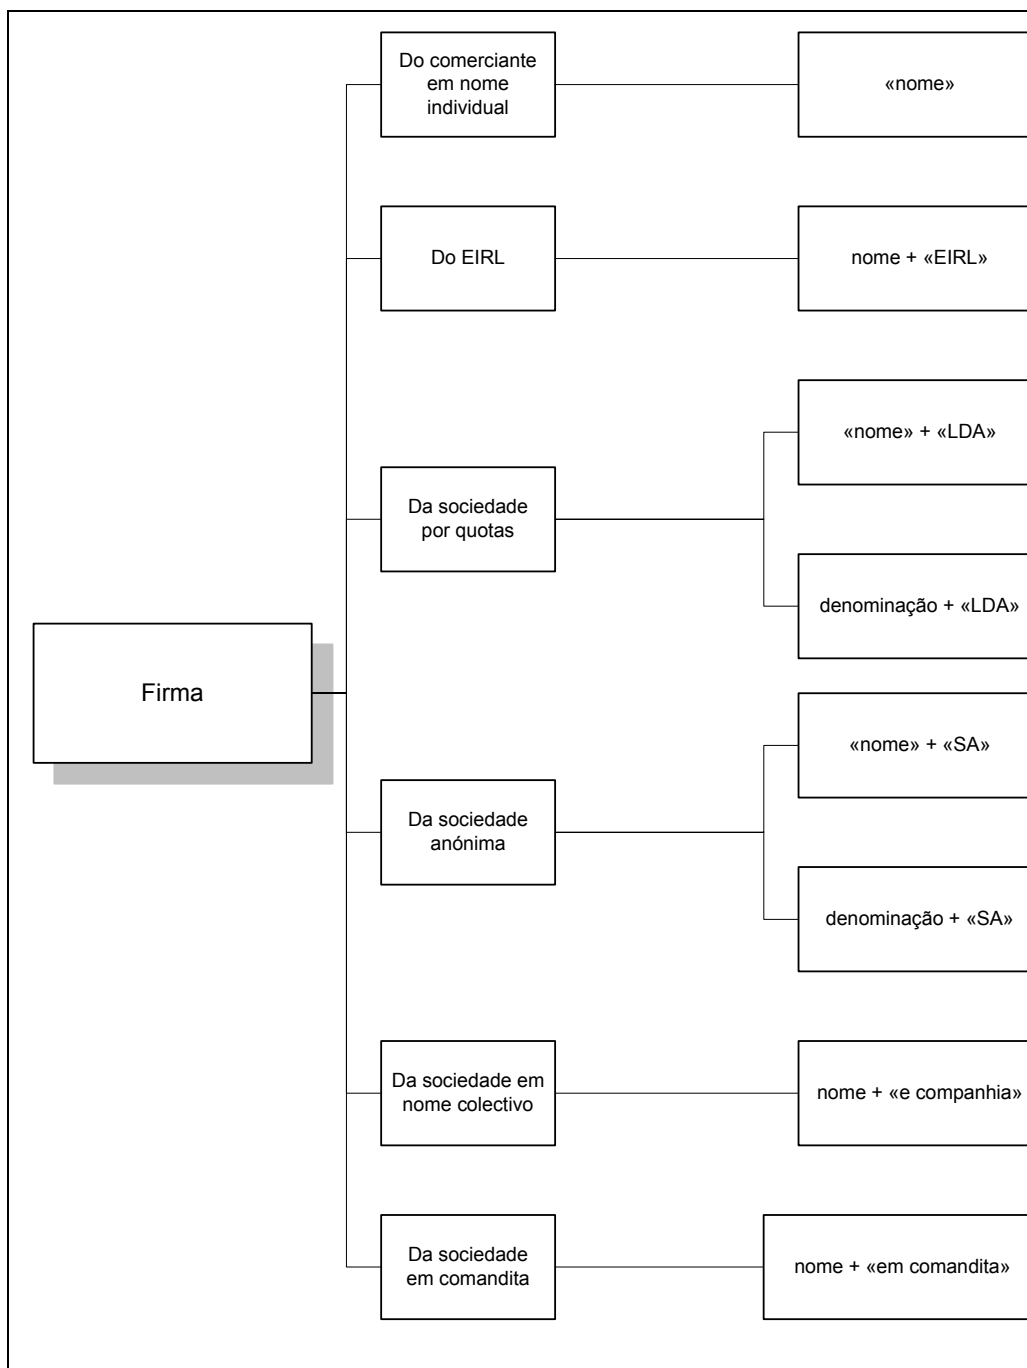 Do comerciante
em nome
individual
«nome»
Do EIRL
nome + «EIRL»
«nome» + «LDA»
Da sociedade
por quotas
denominação + «LDA»
Firma
«nome» + «SA»
Da sociedade
anónima
denominação + «SA»
Da sociedade em
nome colectivo
nome + «e companhia»
Da sociedade
em comandita
nome + «em comandita»